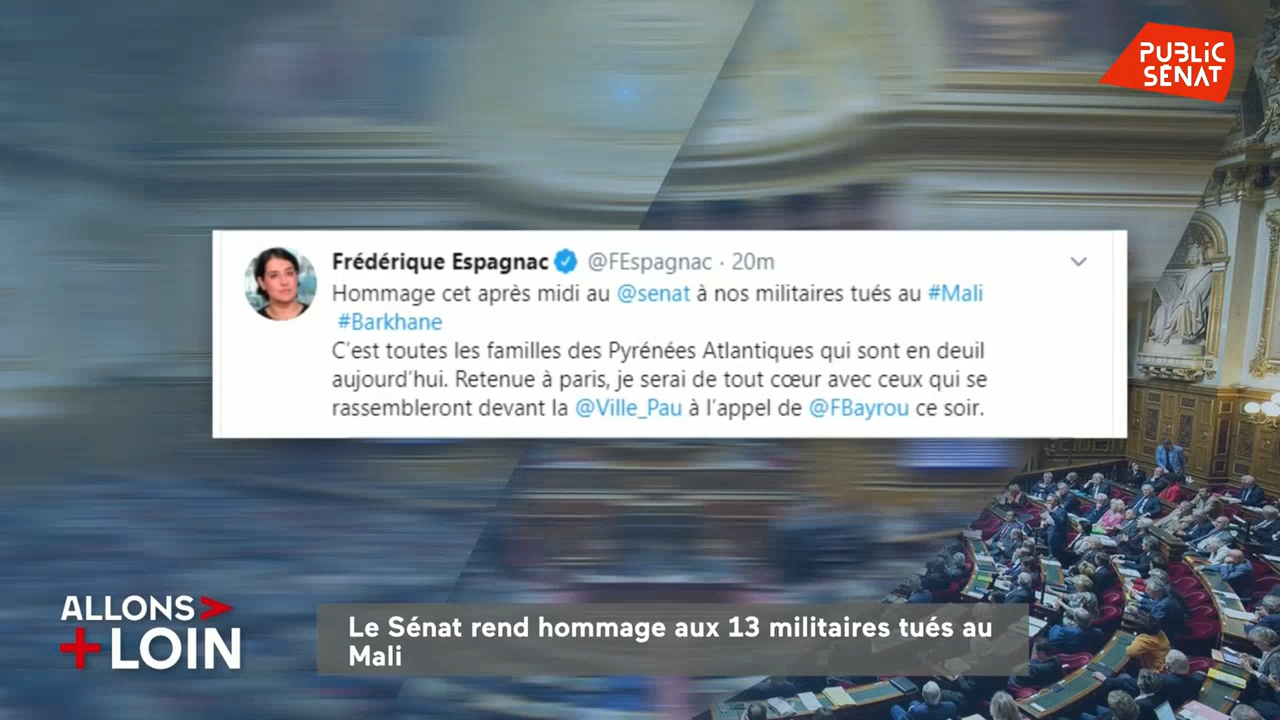 PUBLIC
SÉNAT
Frédérique Espagnac @FEspagnac · 20m
Hommage cet après midi au @senat à nos militaires tués au #Mali
#Barkhane
C'est toutes les familles des Pyrénées Atlantiques qui sont en deuil
aujourd'hui. Retenue à paris, je serai de tout cœur avec ceux qui se
rassembleront devant la @Ville_Pau à l'appel de @FBayrou ce soir.
ALLONS >
+ LOIN
Le Sénat rend hommage aux 13 militaires tués au
Mali